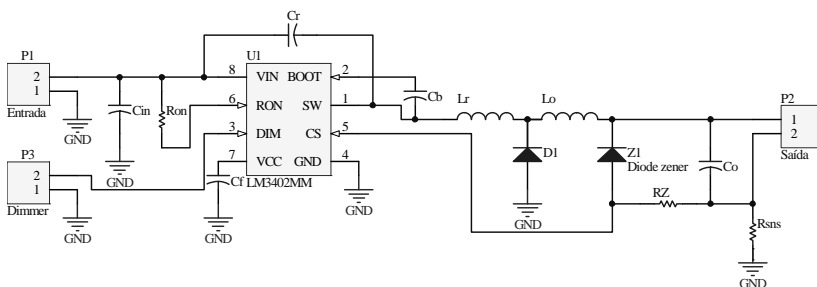 Cr
P1
U1
P2
2
1
Entrada
GND
Cin
Ron
8
VIN
BOOT
2
6
RON
SW
1
3
DIM
CS
5
7
VCC
GND
4
LM3402MM
Cb
Lr
Lo
1
2
Saída
D1
Z1
Diode zener
Co
P3
2
1
Dimmer
GND
GND
Cf
GND
GND
GND
RZ
Rsns
GND